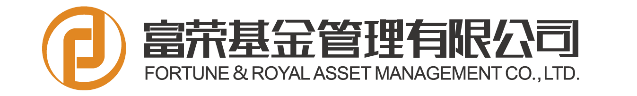 富荣基金管理有限公司
FORTUNE & ROYAL ASSET MANAGEMENT CO., LTD.